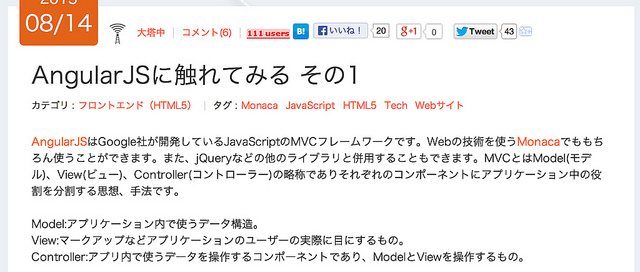 2013
08/14
大塔中 コメント(6) 111 users B! いいね！ 20 g+1 0 Tweet 43
AngularJSに触れてみる その1
カテゴリ：フロントエンド（HTML5） タグ：Monaca JavaScript HTML5 Tech Webサイト
AngularJSはGoogle社が開発しているJavaScriptのMVCフレームワークです。Webの技術を使うMonacaでももち
ろん使うことができます。また、jQueryなどの他のライブラリと併用することもできます。MVCとはModel(モデ
ル)、View(ビュー)、Controller(コントローラー)の略称でありそれぞれのコンポーネントにアプリケーション中の役
割を分割する思想、手法です。
Model:アプリケーション内で使うデータ構造。
View:マークアップなどアプリケーションのユーザーの実際に目にするもの。
Controller:アプリ内で使うデータを操作するコンポーネントであり、ModelとViewを操作するもの。